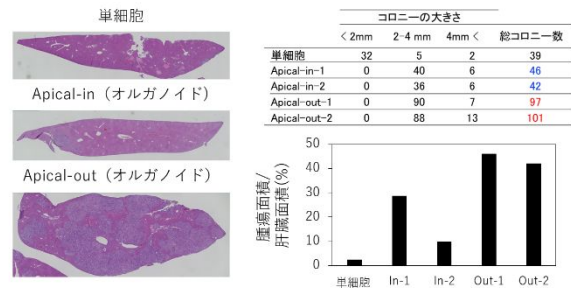 単細胞
Apical-in（オルガノイド）
Apical-out（オルガノイド）
コロニーの大きさ
< 2mm 2-4 mm 4mm < 総コロニー数
単細胞 32 5 2 39
Apical-in-1 0 40 6 46
Apical-in-2 0 36 6 42
Apical-out-1 0 90 7 97
Apical-out-2 0 88 13 101
腫瘍面積/
肝臓面積(%)
50
40
30
20
10
0
単細胞 In-1 In-2 Out-1 Out-2